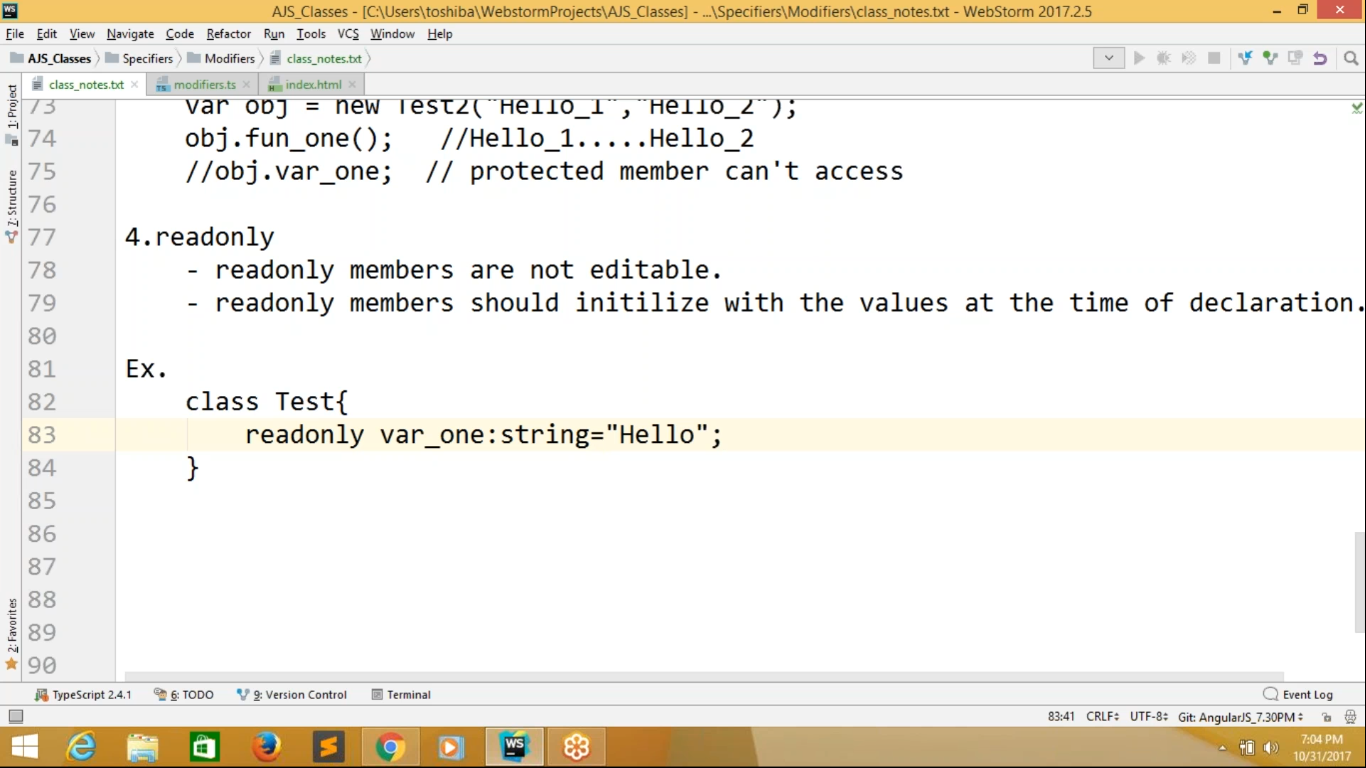 AJS_Classes - [C:\Users\toshiba\WebstormProjects\AJS_Classes] - ...\Specifiers\Modifiers\class_notes.txt - WebStorm 2017.2.5
File Edit View Navigate Code Refactor Run Tools VCS Window Help
AJS_Classes Specifiers Modifiers class_notes.txt
class_notes.txt modifiers.ts index.html
1: Project
7: Structure
2: Favorites
73 var obj = new Test2("Hello_1","Hello_2");
74 obj.fun_one(); //Hello_1.....Hello_2
75 //obj.var_one; // protected member can't access
76
77 4.readonly
78 - readonly members are not editable.
79 - readonly members should initilize with the values at the time of declaration.
80
81 Ex.
82 class Test{
83 readonly var_one:string="Hello";
84 }
85
86
87
88
89
90
TypeScript 2.4.1 6: TODO 9: Version Control Terminal Event Log
83:41 CRLF UTF-8 Git: AngularJS_7.30PM
WS
7:04 PM
10/31/2017